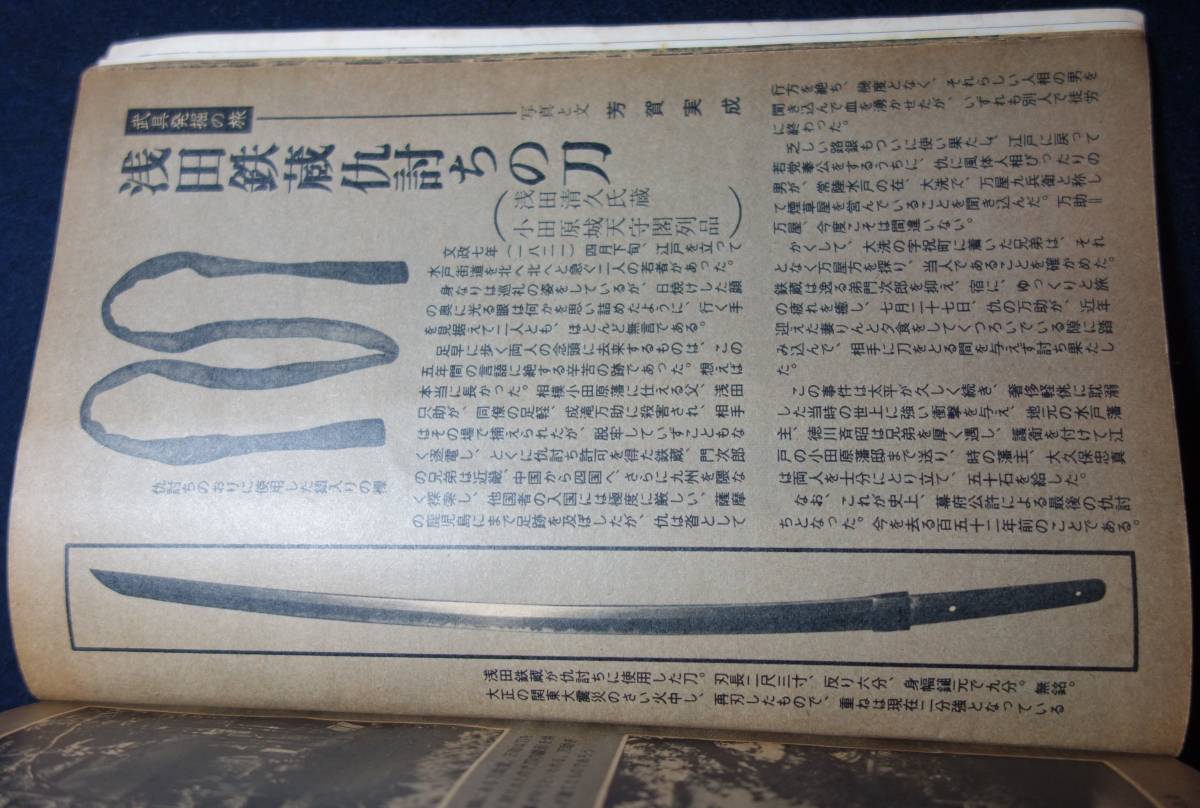 武具発掘の旅
浅田鉄蔵仇討ちの刀
浅田清久氏蔵
小田原城天守閣列品
写真と文 芳賀実成
文政七年（一八二二）四月下旬、江戸を立って
水戸街道を北へ北へと急ぐ二人の若者があった。
身なりは巡礼の姿をしているが、日焼けした顔
の奥に光る眼は何かを思い詰めたように、行く手
を見据えて二人とも、ほとんど無言である。
足早に歩く両人の念頭に去来するものは、この
五年間の言語に絶する辛苦の跡であった。想えば
本当に長かった。相模小田原藩に仕える父、浅田
只助が、同僚の足軽、成滝万助に殺害され、相手
はその場で捕えられたが、脱牢していずこともな
く逐電し、とくに仇討ち許可を得た鉄蔵、門次郎
の兄弟は近畿、中国から四国へ、さらに九州を隈な
く探索し、他国者の入国には極度に厳しい、薩摩
の鹿児島にまで足跡を及ぼしたが、仇は杳として
行方を絶ち、幾度となく、それらしい人相の男を
聞き込んで血を湧かせたが、いずれも別人で徒労
に終わった。
乏しい路銀もついに使い果たし、江戸に戻って
若党奉公をするうちに、仇に風体人相ぴったりの
男が、常陸水戸の在、大洗で、万屋九兵衛と称し
て煙草屋を営んでいることを聞き込んだ。万助＝
万屋、今度こそは間違いない。
かくして、大洗の字祝町に着いた兄弟は、それ
となく万屋方を探り、当人であることを確かめた。
鉄蔵は逸る弟門次郎を抑え、宿に、ゆっくりと旅
の疲れを癒し、七月二十七日、仇の万助が、近年
迎えた妻りんと夕食をしてくつろいでいる隙に踏
み込んで、相手に刀をとる間を与えず討ち果たし
た。
この事件は太平が久しく続き、奢侈軽佻に耽溺
した当時の世上に強い衝撃を与え、地元の水戸藩
主、徳川斉昭は兄弟を厚く遇し、護衛を付けて江
戸の小田原藩邸まで送り、時の藩主、大久保忠真
は両人を士分にとり立て、五十石を給した。
なお、これが史上、幕府公許による最後の仇討
ちとなった。今を去る百五十二年前のことである。
仇討ちのおりに使用した鎖入りの襷
浅田鉄蔵が仇討ちに使用した刀。刃長二尺三寸、反り六分、身幅鎺元で九分。無銘。
大正の関東大震災のさい火中し、再刃したもので、重ねは現在二分強となっている